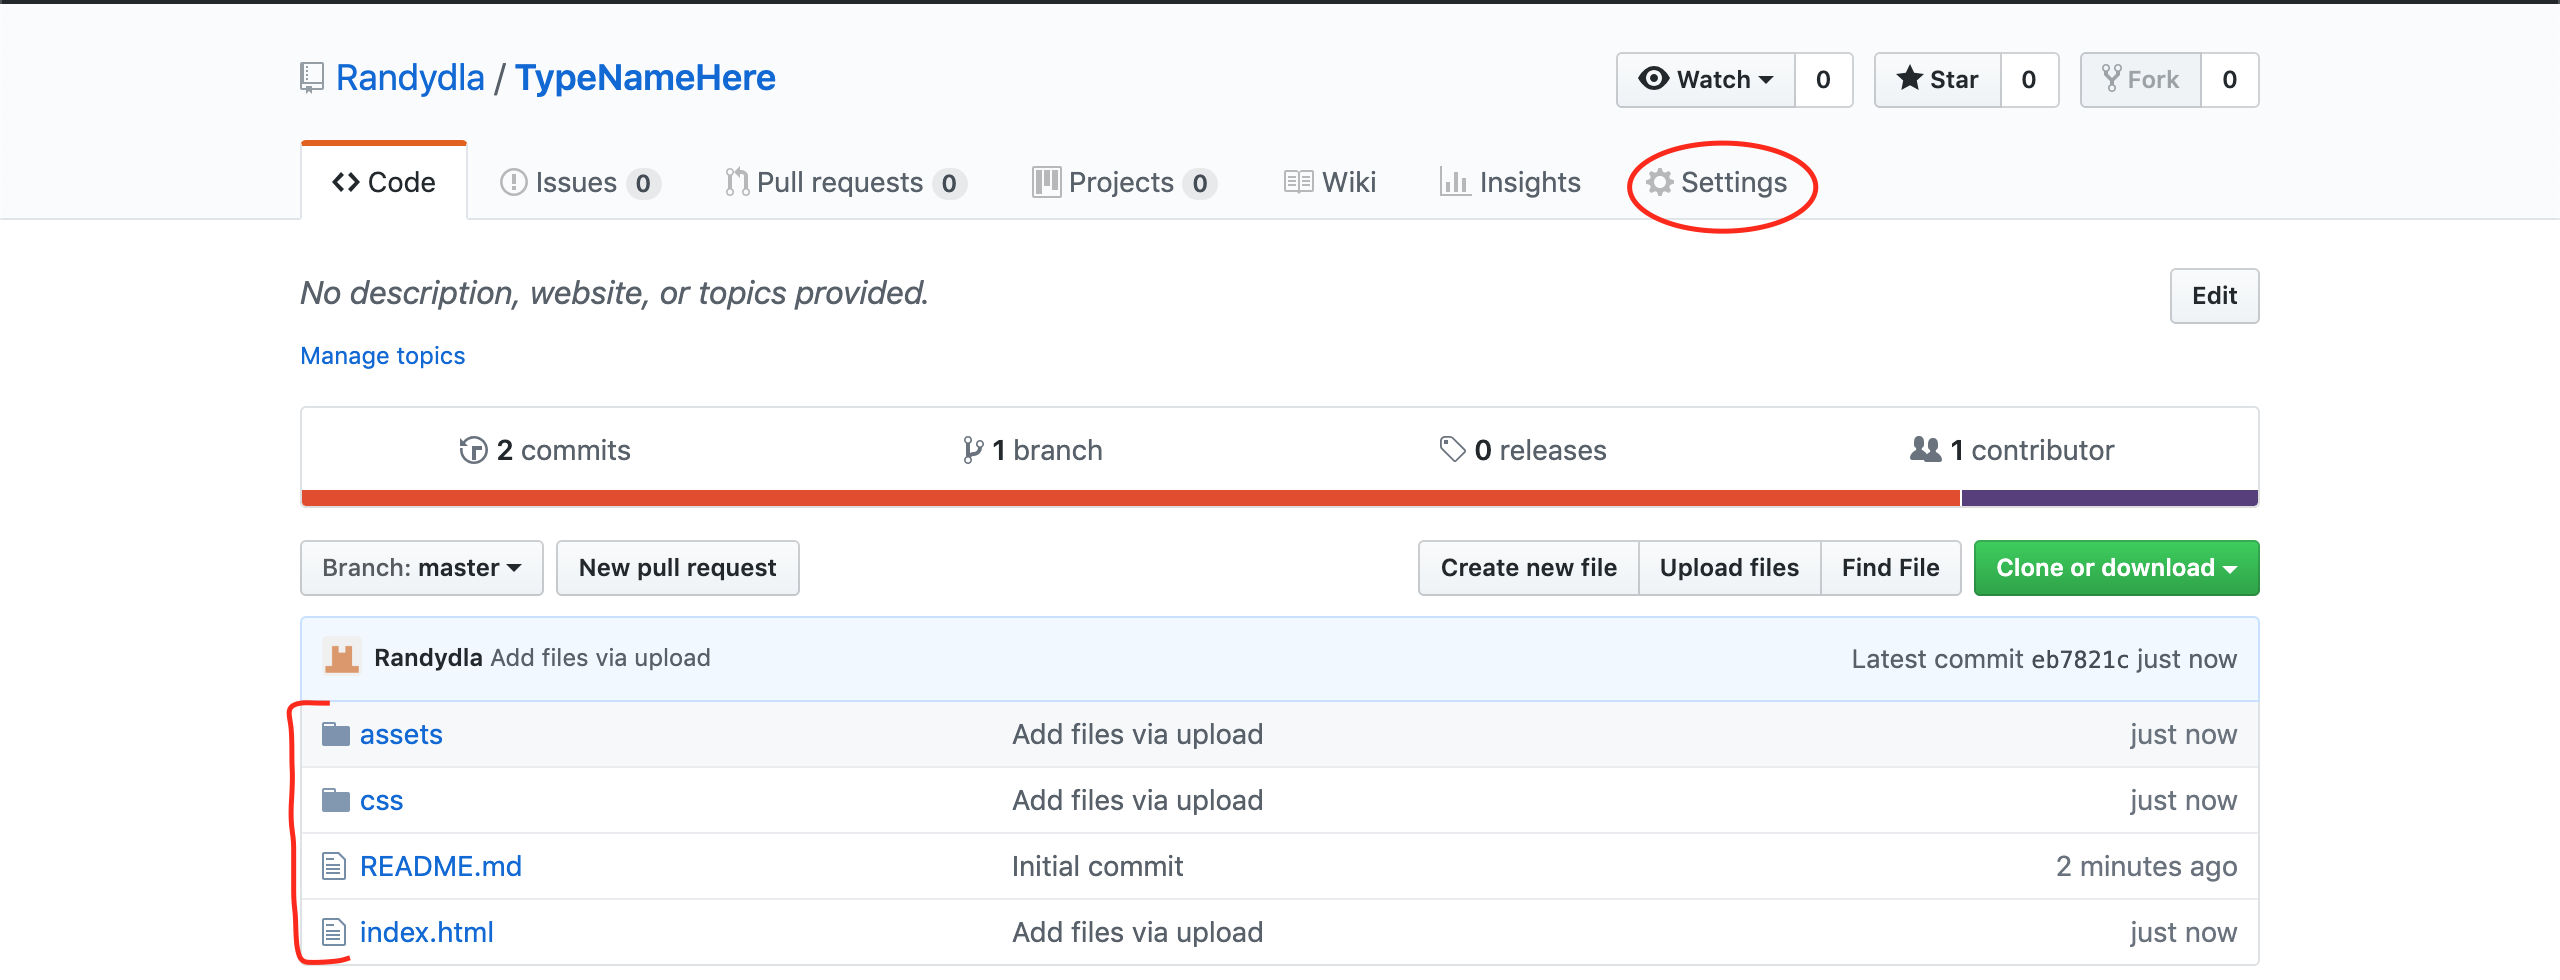 Randydla / TypeNameHere
Watch 0 Star 0 Fork 0
Code Issues 0 Pull requests 0 Projects 0 Wiki Insights Settings
No description, website, or topics provided. Edit
Manage topics
2 commits 1 branch 0 releases 1 contributor
Branch: master New pull request Create new file Upload files Find File Clone or download
Randydla Add files via upload Latest commit eb7821c just now
assets Add files via upload just now
css Add files via upload just now
README.md Initial commit 2 minutes ago
index.html Add files via upload just now